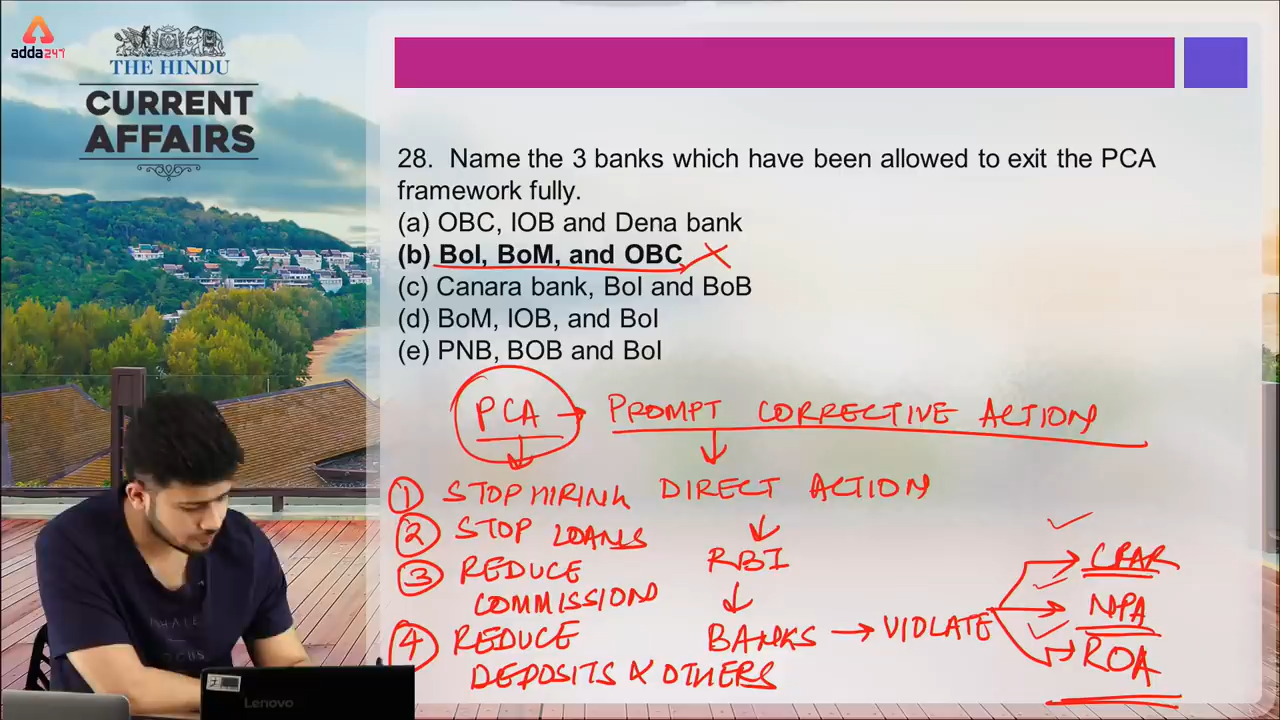 adda247
THE HINDU
CURRENT
AFFAIRS
28. Name the 3 banks which have been allowed to exit the PCA
framework fully.
(a) OBC, IOB and Dena bank
(b) BoI, BoM, and OBC
(c) Canara bank, BoI and BoB
(d) BoM, IOB, and BoI
(e) PNB, BOB and BoI
PCA → PROMPT CORRECTIVE ACTION
DIRECT ACTION
RBI
BANKS → VIOLATE
CRAR
NPA
ROA
① STOP HIRING
② STOP LOANS
③ REDUCE
COMMISSION
④ REDUCE
DEPOSITS & OTHERS
Lenovo